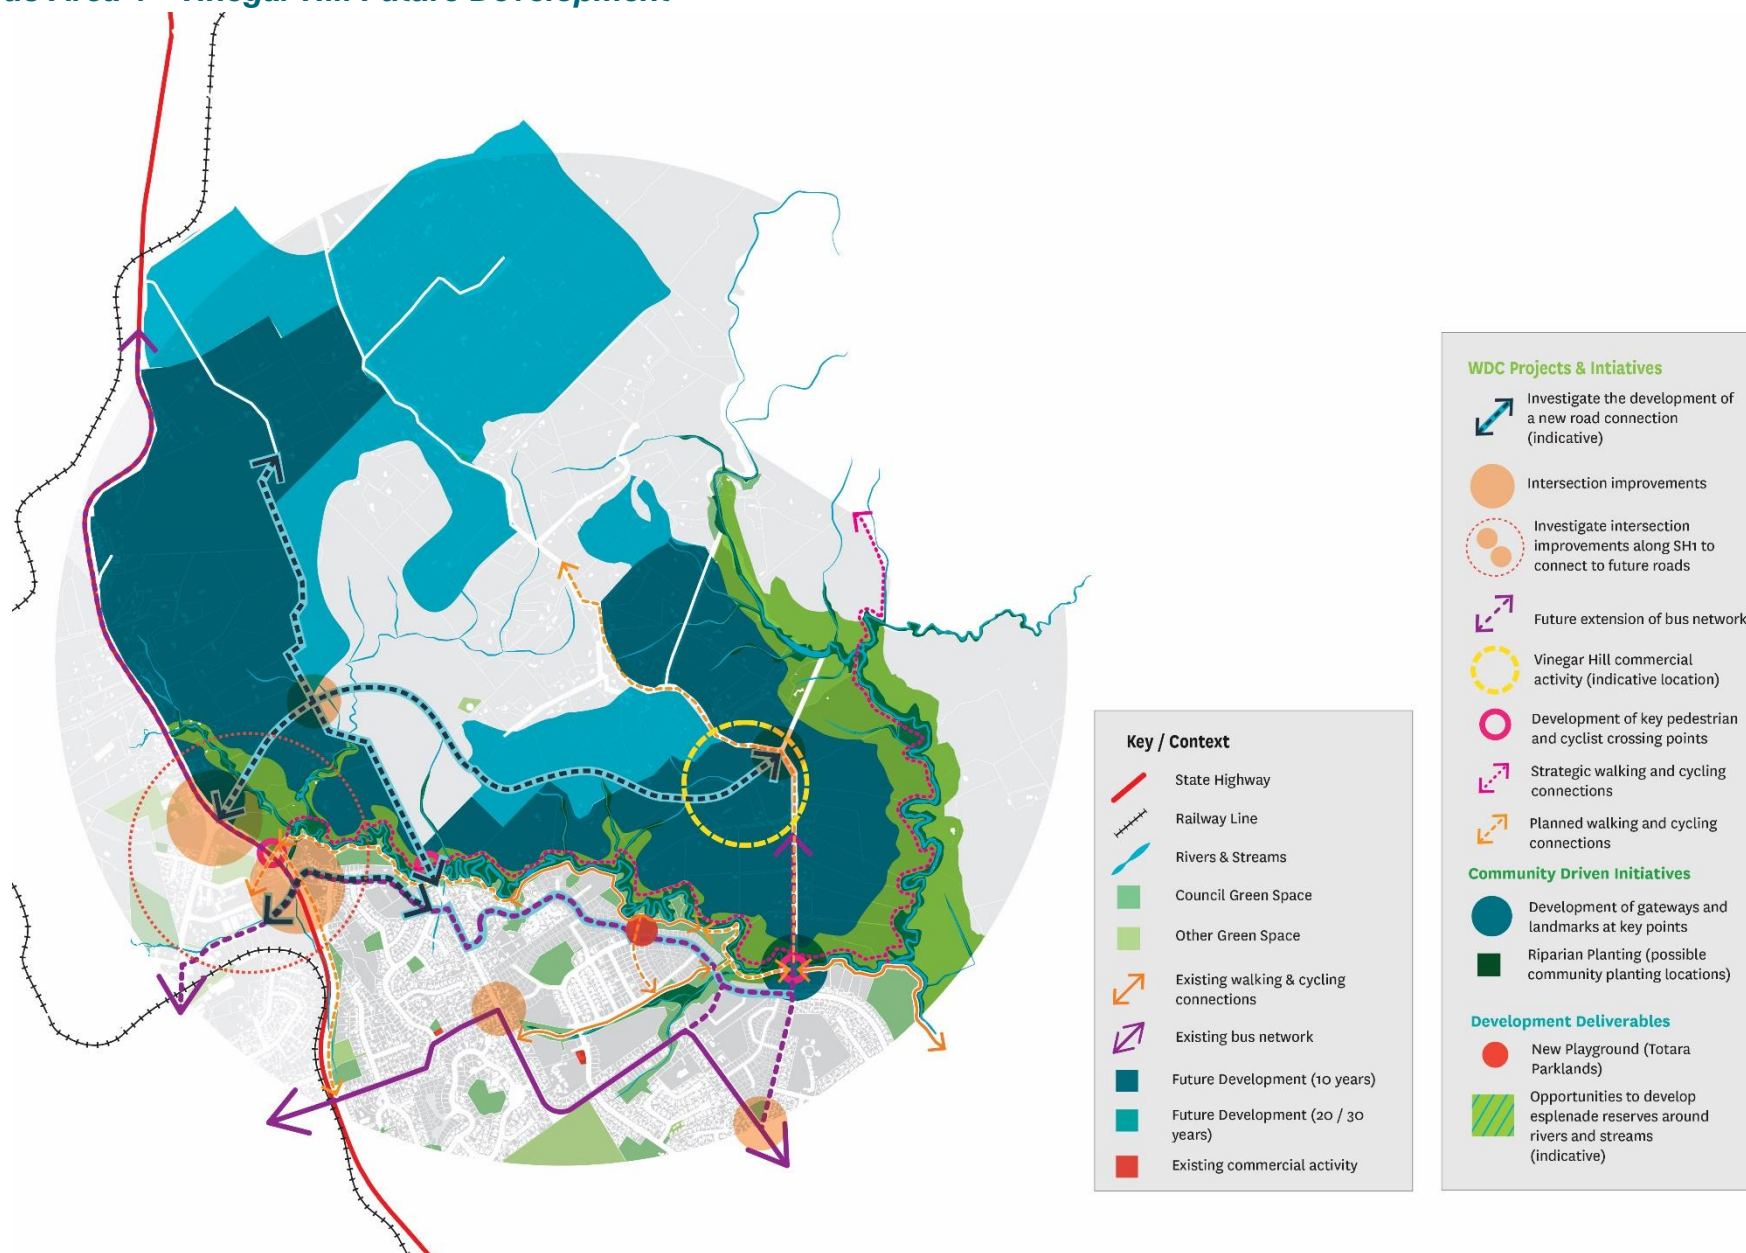 Area - Vinegar Hill Future Development
Key / Context
State Highway
Railway Line
Rivers & Streams
Council Green Space
Other Green Space
Existing walking & cycling
connections
Existing bus network
Future Development (10 years)
Future Development (20 / 30
years)
Existing commercial activity
WDC Projects & Intiatives
Investigate the development of
a new road connection
(indicative)
Intersection improvements
Investigate intersection
improvements along SH1 to
connect to future roads
Future extension of bus network
Vinegar Hill commercial
activity (indicative location)
Development of key pedestrian
and cyclist crossing points
Strategic walking and cycling
connections
Planned walking and cycling
connections
Community Driven Initiatives
Development of gateways and
landmarks at key points
Riparian Planting (possible
community planting locations)
Development Deliverables
New Playground (Totara
Parklands)
Opportunities to develop
esplenade reserves around
rivers and streams
(indicative)